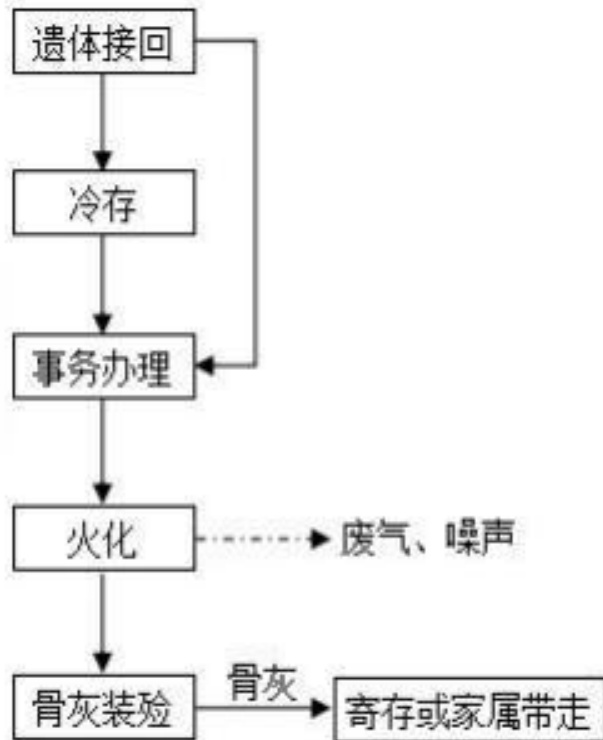 遗体接回
冷存
事务办理
火化
废气、噪声
骨灰装殓
骨灰
寄存或家属带走